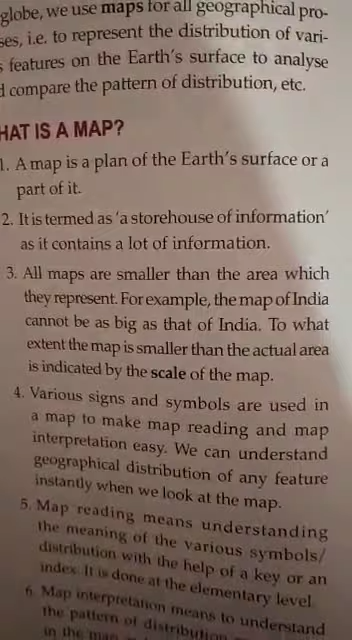 globe, we use maps for all geographical pro-
ses, i.e. to represent the distribution of vari-
features on the Earth's surface to analyse
compare the pattern of distribution, etc.
HAT IS A MAP?
1. A map is a plan of the Earth's surface or a
part of it.
2. It is termed as 'a storehouse of information'
as it contains a lot of information.
3. All maps are smaller than the area which
they represent. For example, the map of India
cannot be as big as that of India. To what
extent the map is smaller than the actual area
is indicated by the scale of the map.
4. Various signs and symbols are used in
a map to make map reading and map
interpretation easy. We can understand
geographical distribution of any feature
instantly when we look at the map.
5. Map reading means understanding
the meaning of the various symbols/
distribution with the help of a key or an
index. It is done at the elementary level.
6. Map interpretation means to understand
the pattern of distribution
in the map